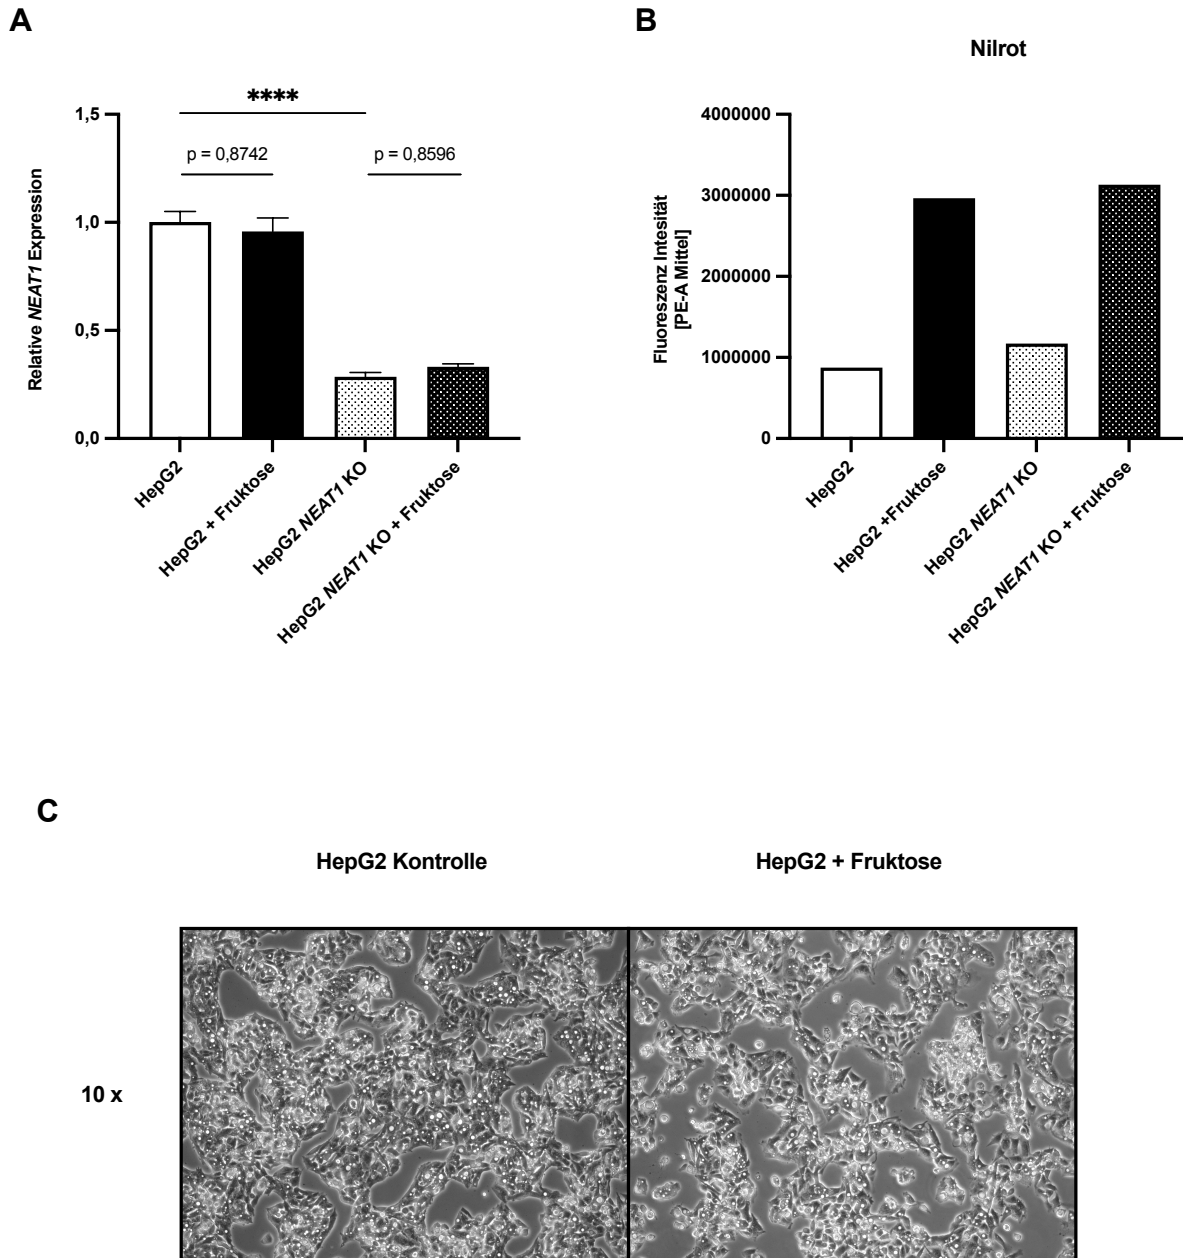 A
B
Nilrot
****
p = 0,8742
p = 0,8596
Relative NEAT1 Expression
1,5
1,0
0,5
0,0
HepG2
HepG2 + Fruktose
HepG2 NEAT1 KO
HepG2 NEAT1 KO + Fruktose
Fluoreszenz Intesität
[PE-A Mittel]
4000000
3000000
2000000
1000000
0
HepG2
HepG2 +Fruktose
HepG2 NEAT1 KO
HepG2 NEAT1 KO + Fruktose
C
HepG2 Kontrolle
HepG2 + Fruktose
10 x